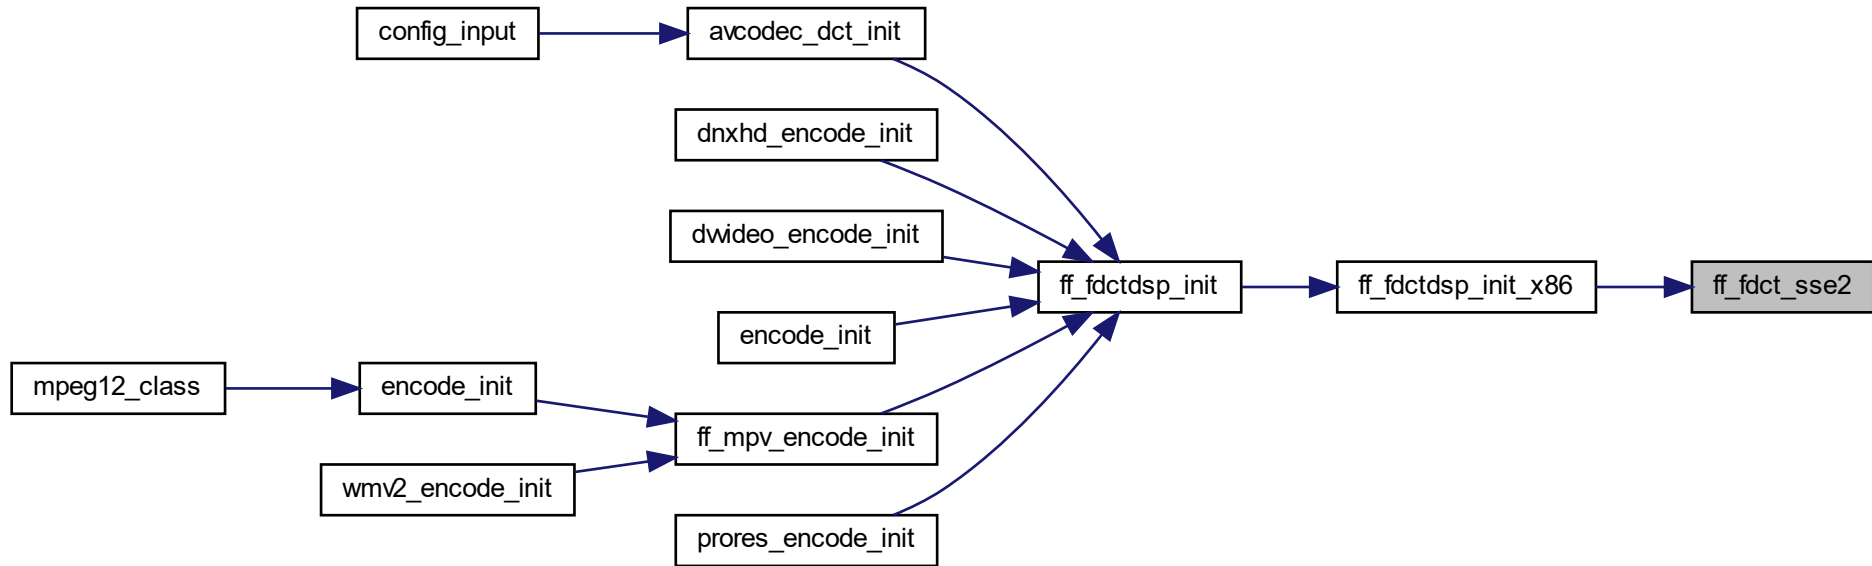 config_input
avcodec_dct_init
dnxhd_encode_init
dvvideo_encode_init
ff_fdctdsp_init
ff_fdctdsp_init_x86
ff_fdct_sse2
encode_init
mpeg12_class
encode_init
ff_mpv_encode_init
wmv2_encode_init
prores_encode_init